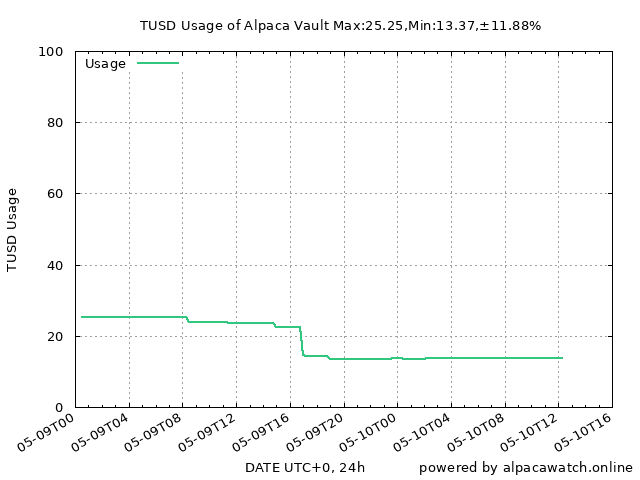 TUSD Usage of Alpaca Vault Max:25.25,Min:13.37,±11.88%
Usage
100
80
60
40
20
0
TUSD Usage
05-09T00
05-09T04
05-09T08
05-09T12
05-09T16
05-09T20
05-10T00
05-10T04
05-10T08
05-10T12
05-10T16
DATE UTC+0, 24h
powered by alpacawatch.online